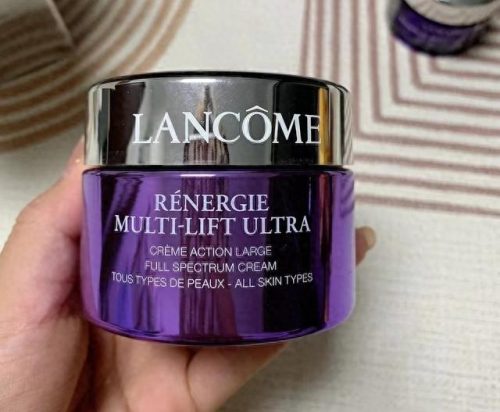 LANCÔME
RÉNERGIE
MULTI-LIFT ULTRA
CRÈME ACTION LARGE
FULL SPECTRUM CREAM
TOUS TYPES DE PEAUX - ALL SKIN TYPES